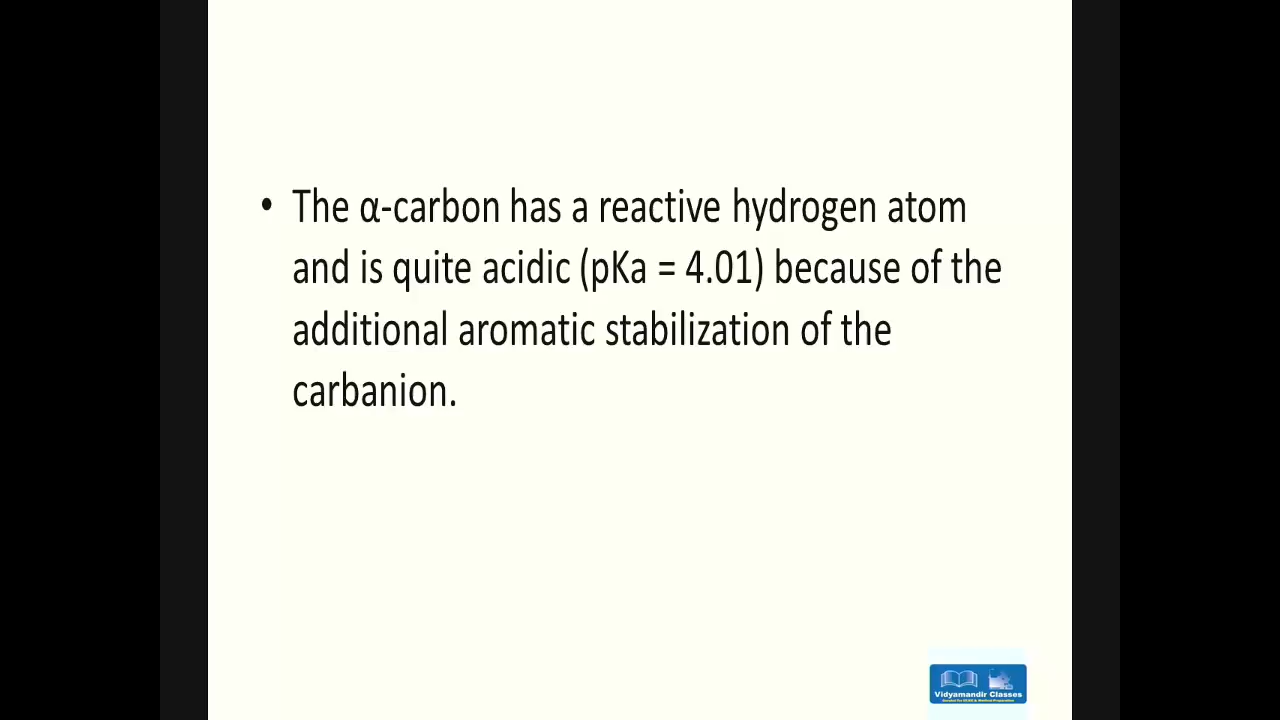 • The α-carbon has a reactive hydrogen atom
and is quite acidic (pKa = 4.01) because of the
additional aromatic stabilization of the
carbanion.
Vidyamandir Classes